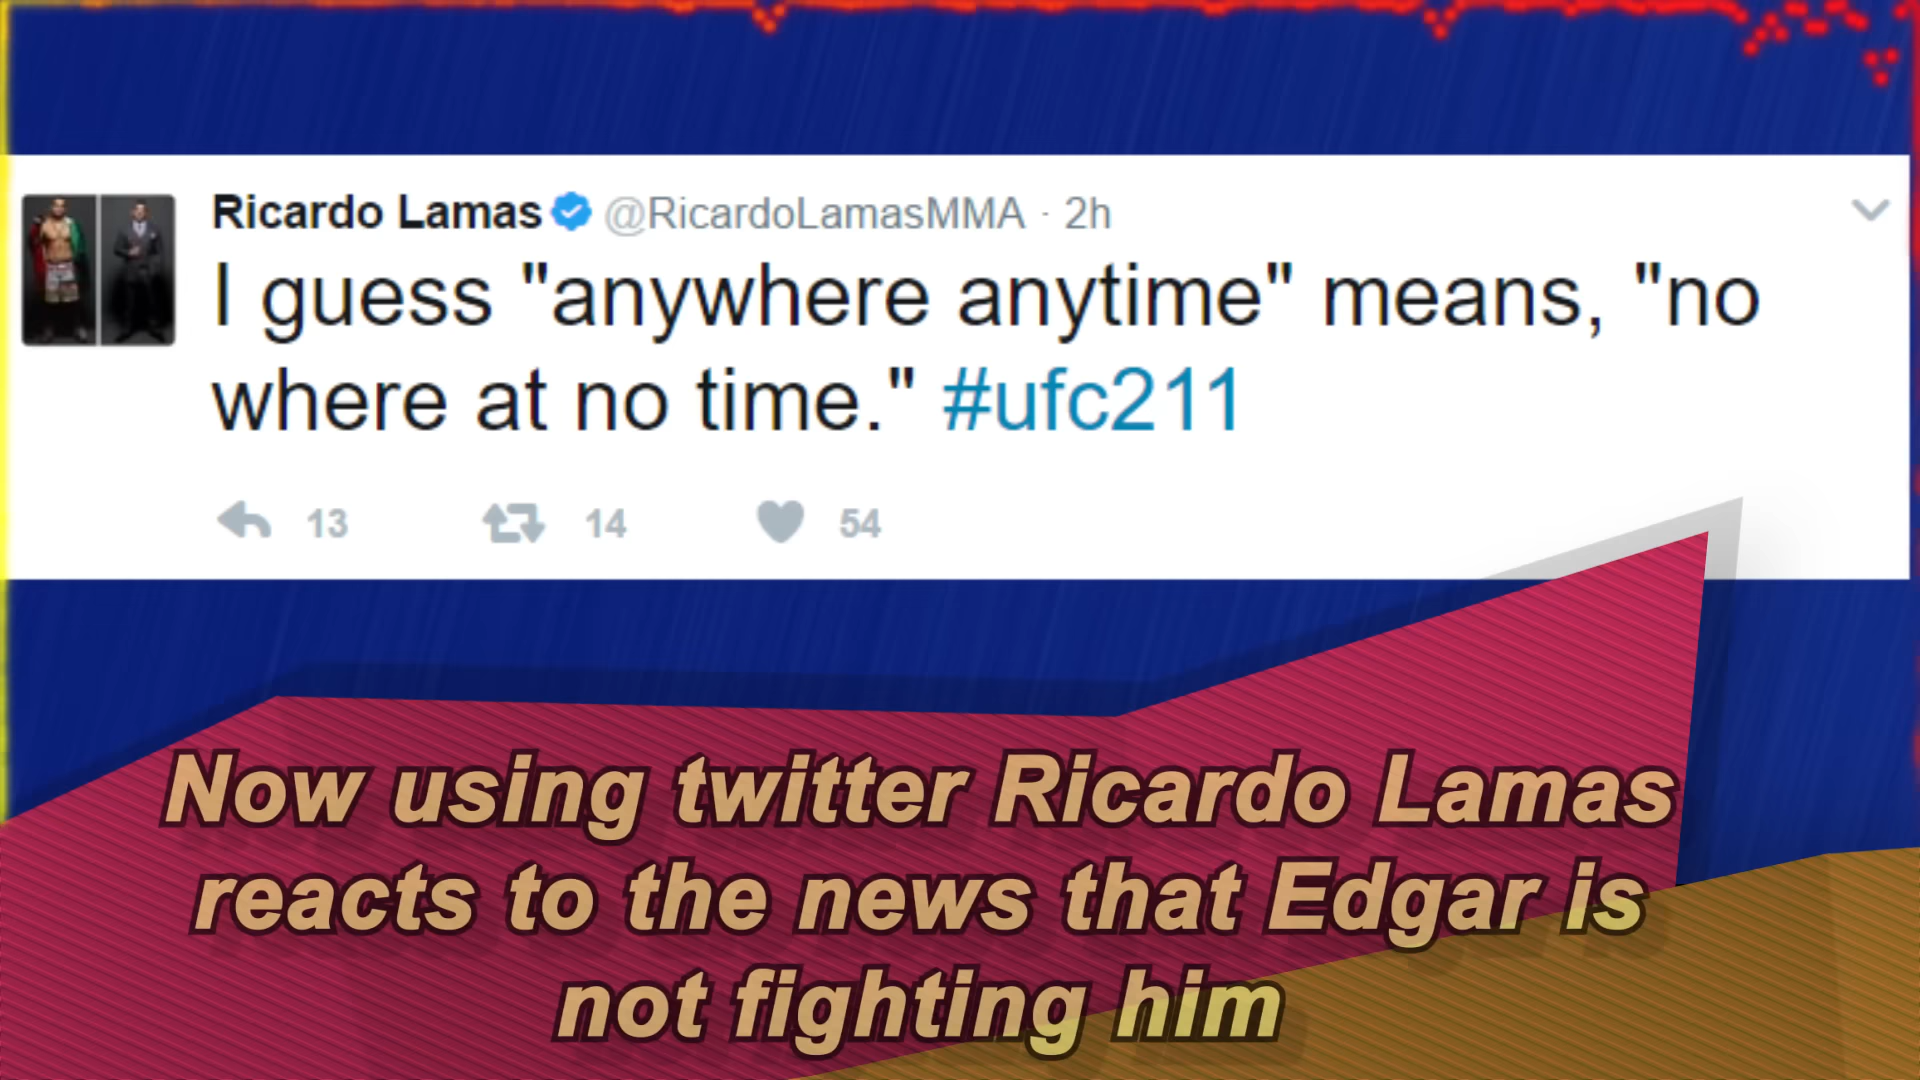 Ricardo Lamas @RicardoLamasMMA · 2h
I guess "anywhere anytime" means, "no
where at no time." #ufc211
13 14 54
Now using twitter Ricardo Lamas
reacts to the news that Edgar is
not fighting him